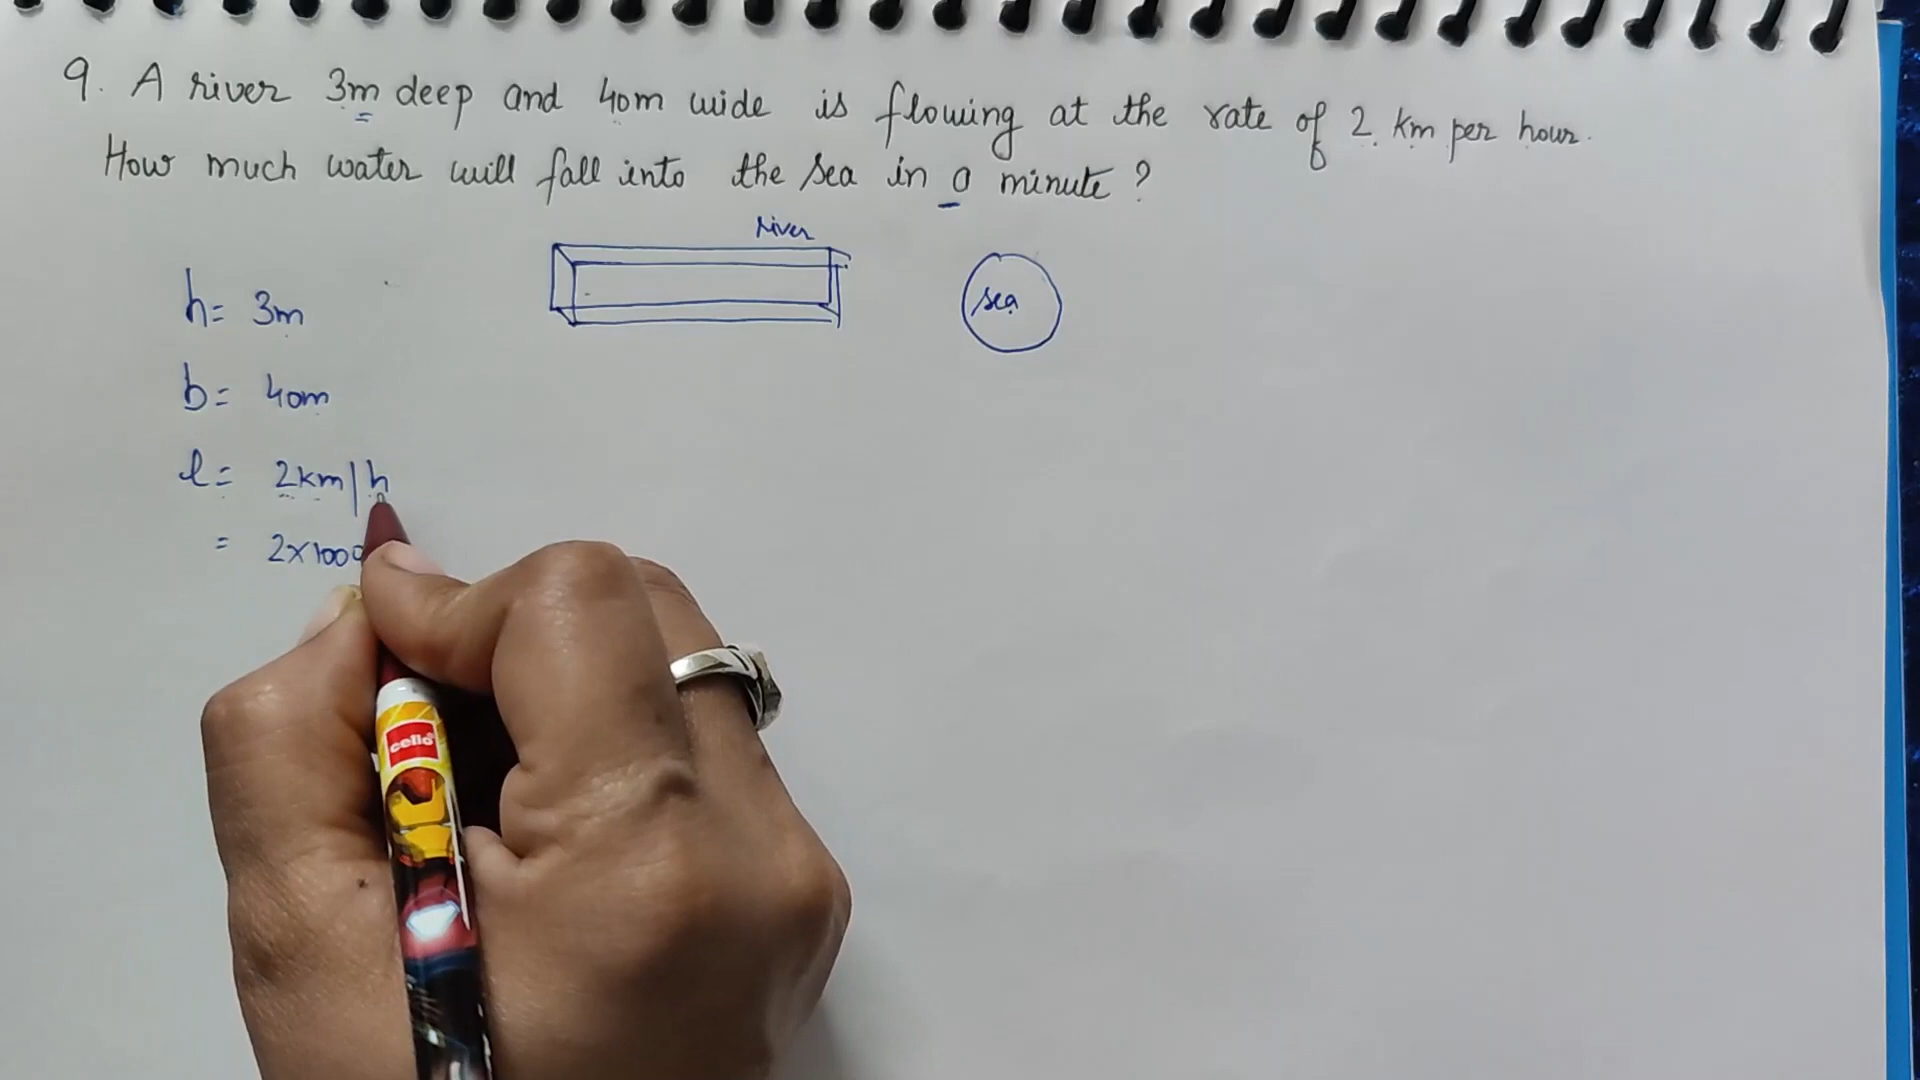 9. A river 3m deep and 40m wide is flowing at the rate of 2 km per hour.
How much water will fall into the sea in a minute?
river
sea
h= 3m
b= 40m
l= 2km|h
= 2×1000
cello